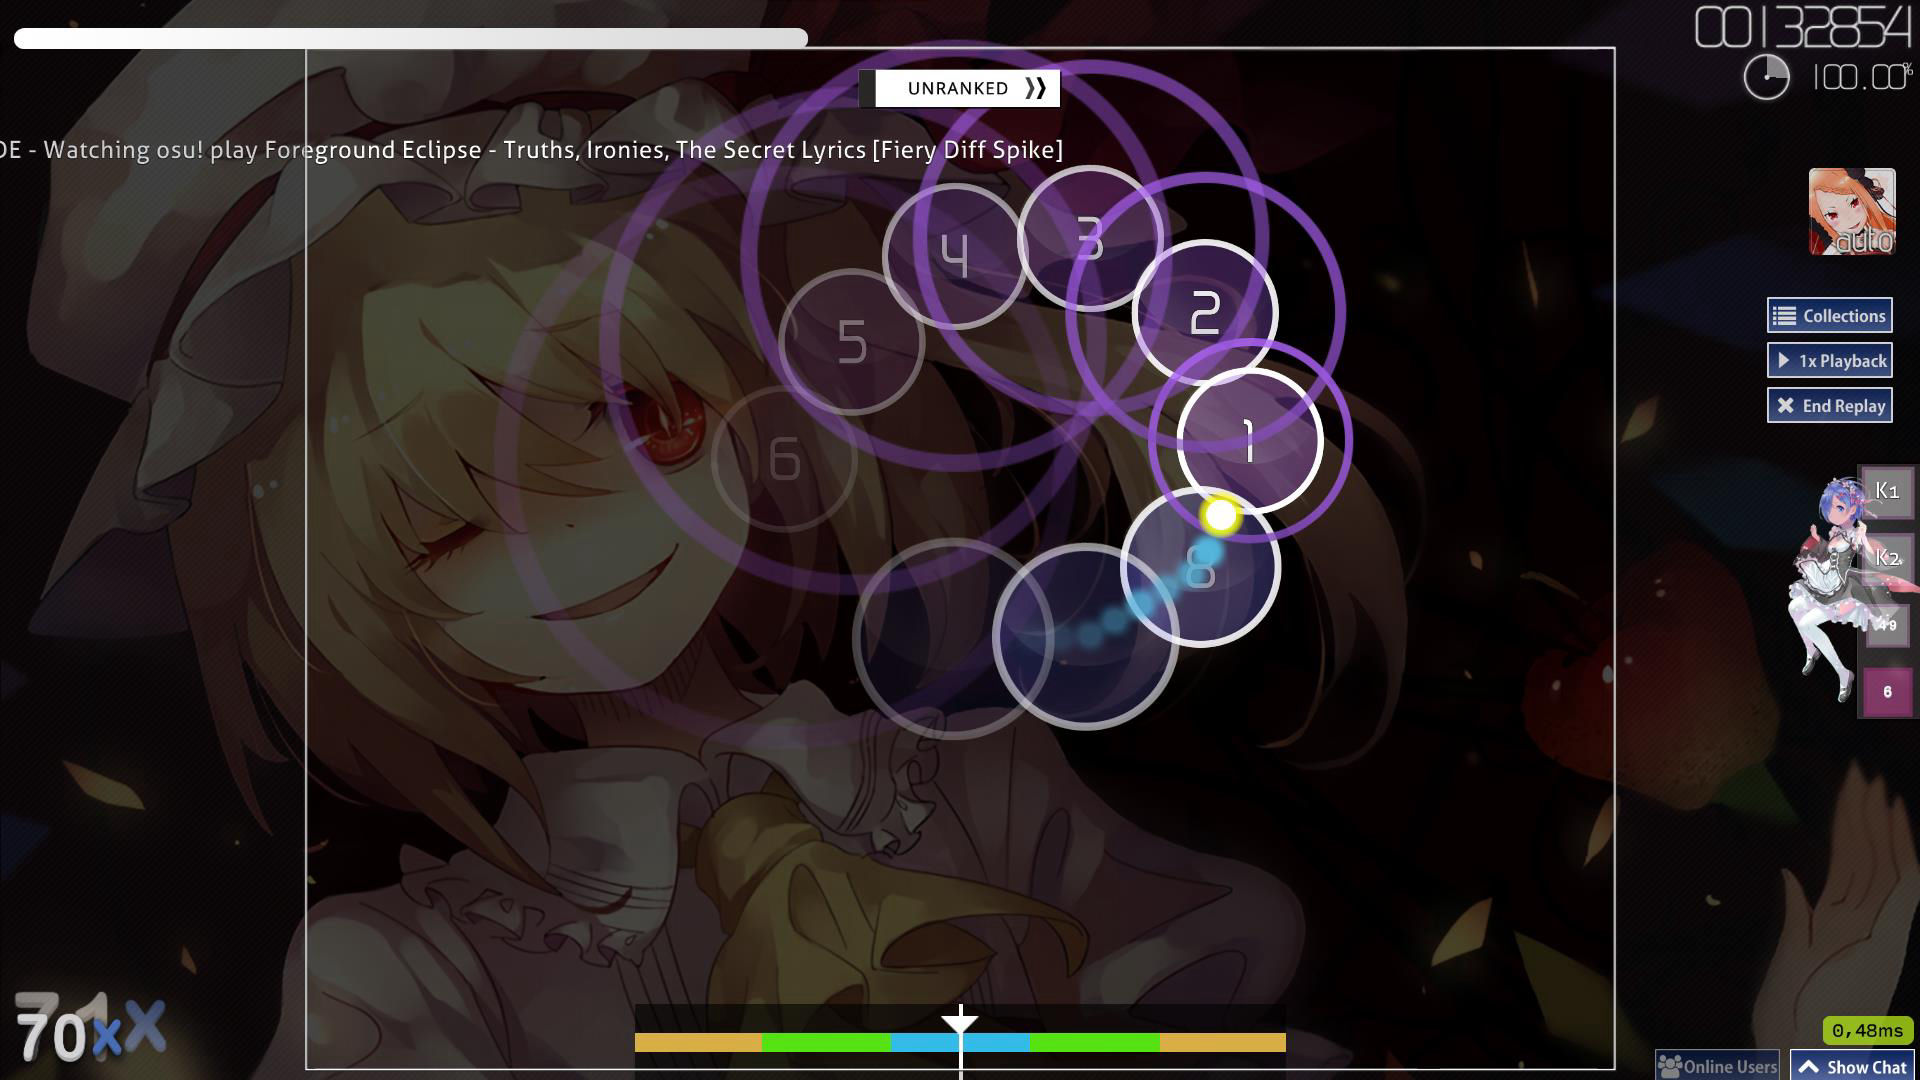 00132854
100.00%
UNRANKED
DE - Watching osu! play Foreground Eclipse - Truths, Ironies, The Secret Lyrics [Fiery Diff Spike]
auto
3
4
2
Collections
5
1x Playback
End Replay
1
6
K1
K2
8
49
6
70x
0,48ms
Online Users
Show Chat